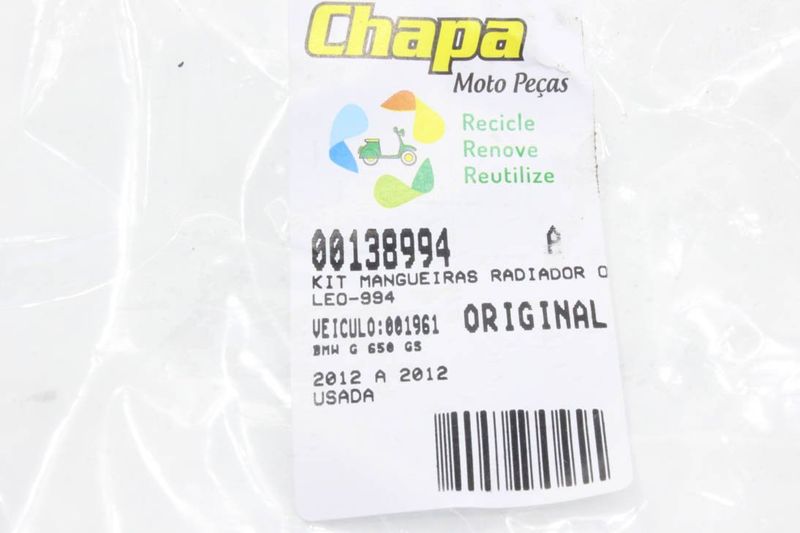 Chapa
Moto Peças
Recicle
Renove
Reutilize
00138994 A
KIT MANGUEIRAS RADIADOR O
LEO-994
VEICULO:001961 ORIGINAL
BMW G 650 GS
2012 A 2012
USADA